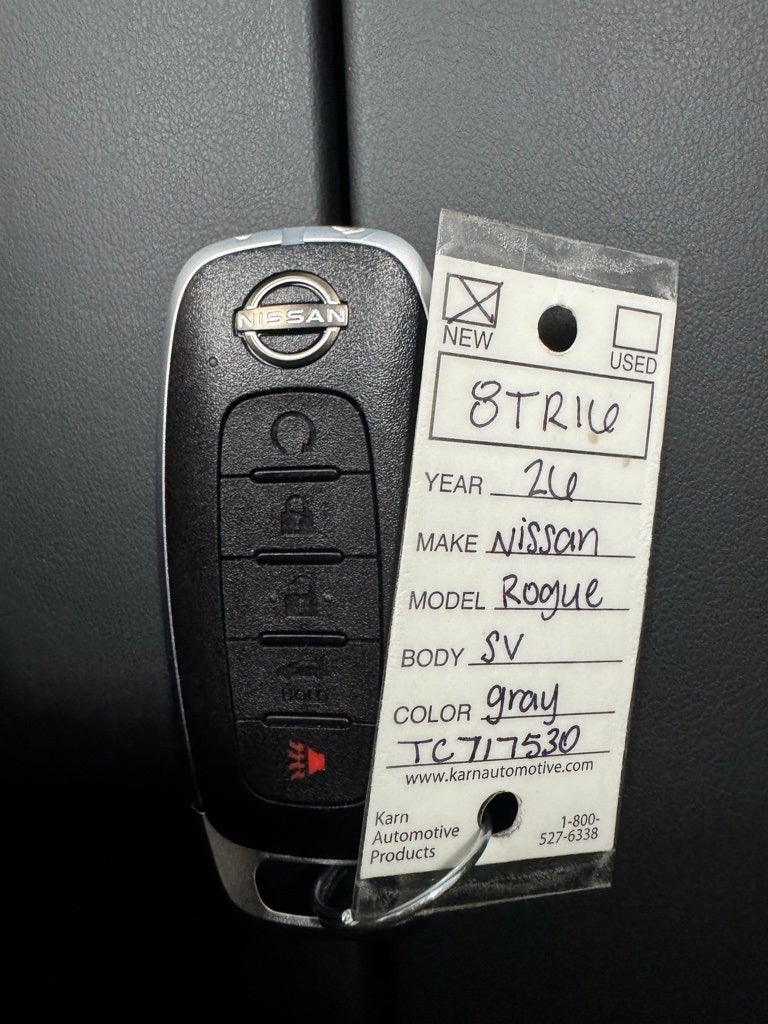 NISSAN
HOLD
NEW
USED
8TR16
YEAR 26
MAKE Nissan
MODEL Rogue
BODY SV
COLOR gray
TC717530
www.karnautomotive.com
Karn
Automotive
Products
1-800-
527-6338